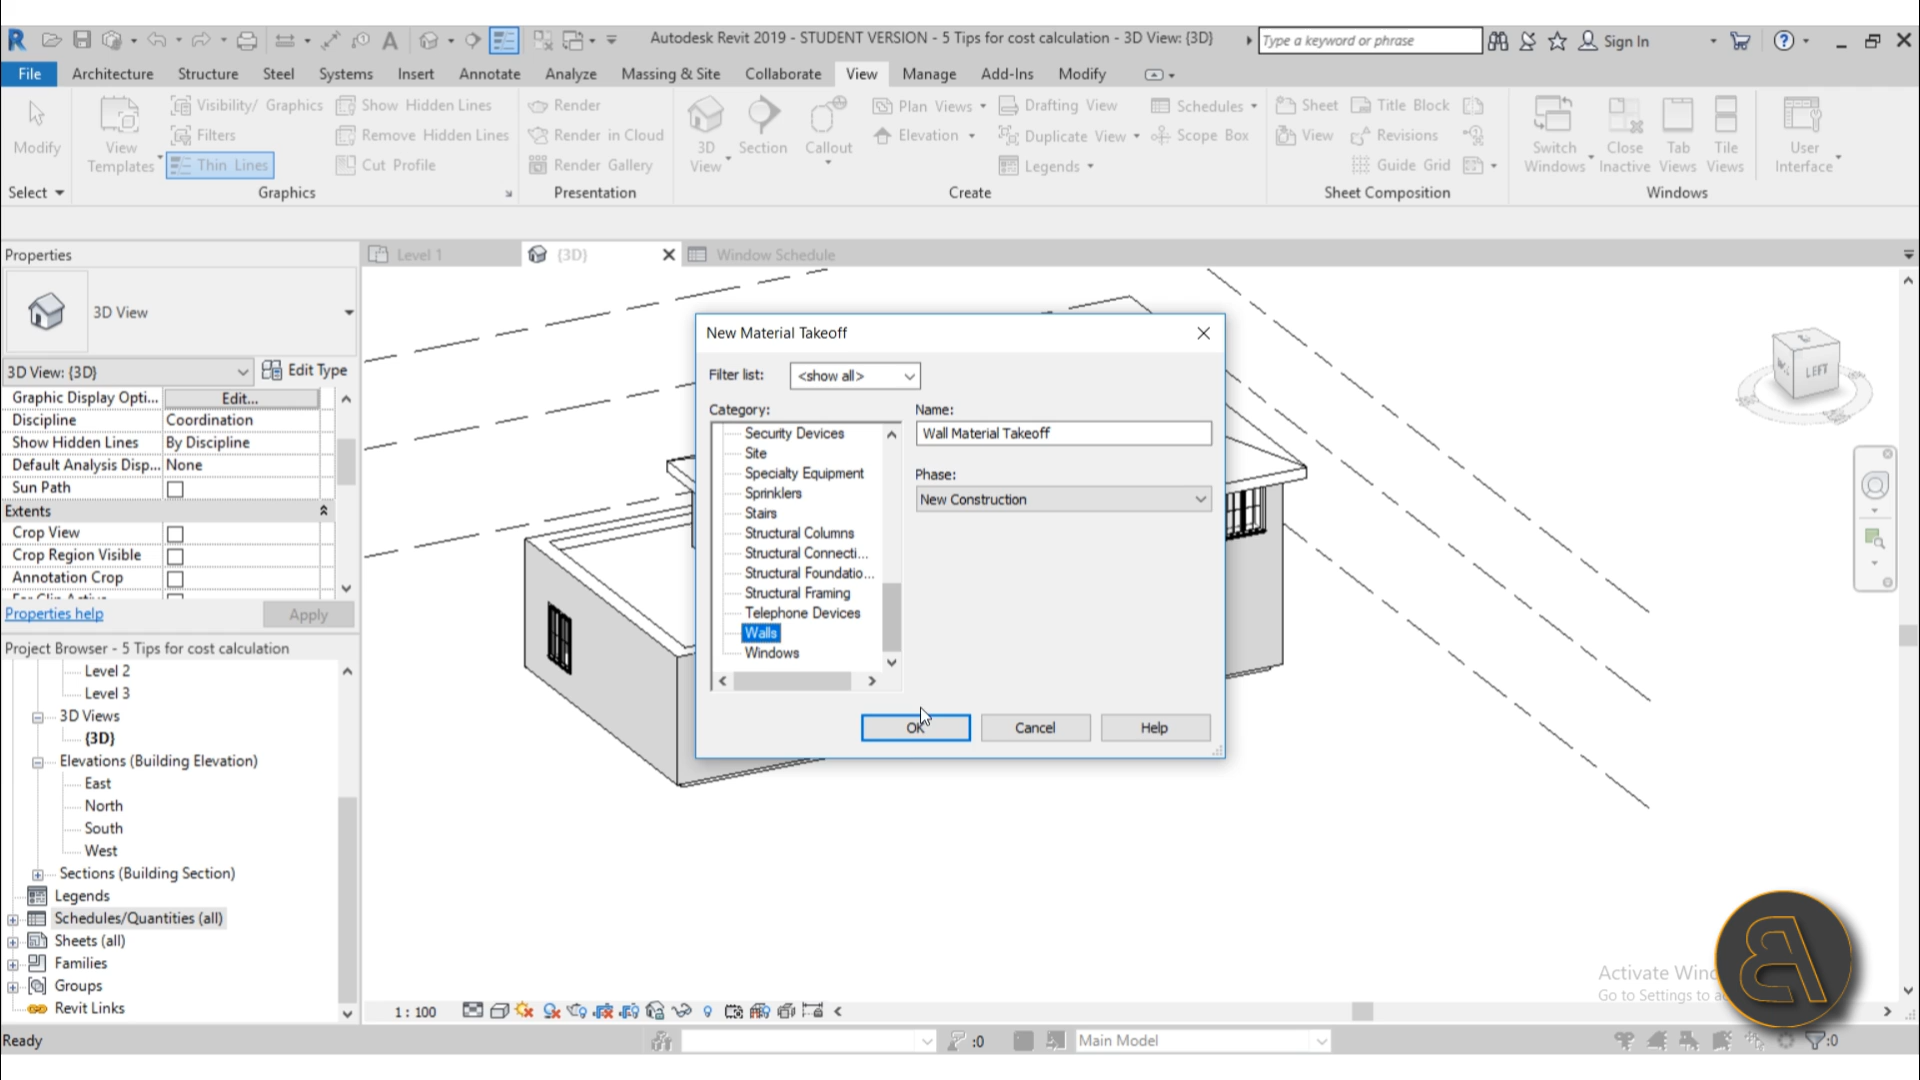 Autodesk Revit 2019 - STUDENT VERSION - 5 Tips for cost calculation - 3D View: {3D}
Type a keyword or phrase
Sign In
File Architecture Structure Steel Systems Insert Annotate Analyze Massing & Site Collaborate View Manage Add-Ins Modify
Modify
View Templates
Visibility/ Graphics
Filters
Thin Lines
Show Hidden Lines
Remove Hidden Lines
Cut Profile
Render
Render in Cloud
Render Gallery
3D View
Section
Callout
Plan Views
Elevation
Drafting View
Duplicate View
Legends
Schedules
Scope Box
Sheet
View
Title Block
Revisions
Guide Grid
Switch Windows
Close Inactive
Tab Views
Tile Views
User Interface
Select
Graphics
Presentation
Create
Sheet Composition
Windows
Properties
Level 1
{3D}
Window Schedule
3D View
3D View: {3D}
Edit Type
Graphic Display Opti... Edit...
Discipline Coordination
Show Hidden Lines By Discipline
Default Analysis Disp... None
Sun Path
Extents
Crop View
Crop Region Visible
Annotation Crop
Properties help
Apply
Project Browser - 5 Tips for cost calculation
Level 2
Level 3
3D Views
{3D}
Elevations (Building Elevation)
East
North
South
West
Sections (Building Section)
Legends
Schedules/Quantities (all)
Sheets (all)
Families
Groups
Revit Links
New Material Takeoff
Filter list: <show all>
Category:
Security Devices
Site
Specialty Equipment
Sprinklers
Stairs
Structural Columns
Structural Connecti...
Structural Foundatio...
Structural Framing
Telephone Devices
Walls
Windows
Name:
Wall Material Takeoff
Phase:
New Construction
OK
Cancel
Help
LEFT
Activate Wind
Go to Settings to a
1 : 100
Ready
:0
Main Model
:0